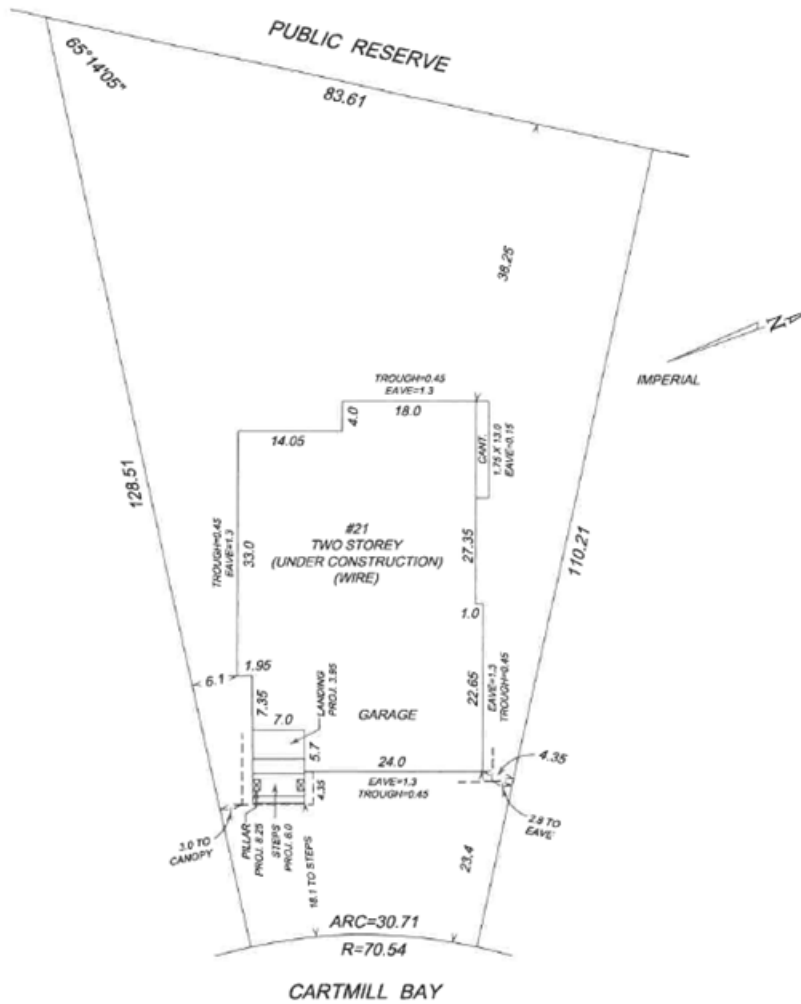 PUBLIC RESERVE
65°14'05"
83.61
38.25
N
IMPERIAL
TROUGH=0.45
EAVE=1.3
18.0
4.0
14.05
CANT.
1.75 X 13.0
EAVE=0.15
128.51
TROUGH=0.45
EAVE=1.3
33.0
#21
TWO STOREY
(UNDER CONSTRUCTION)
(WIRE)
27.35
110.21
1.0
6.1
1.95
7.35
LANDING
PROJ. 3.95
7.0
GARAGE
22.65
EAVE=1.3
TROUGH=0.45
5.7
24.0
4.35
EAVE=1.3
TROUGH=0.45
4.35
2.8 TO
EAVE
3.0 TO
CANOPY
PILLAR
PROJ. 8.25
STEPS
PROJ. 6.0
18.1 TO STEPS
23.4
ARC=30.71
R=70.54
CARTMILL BAY